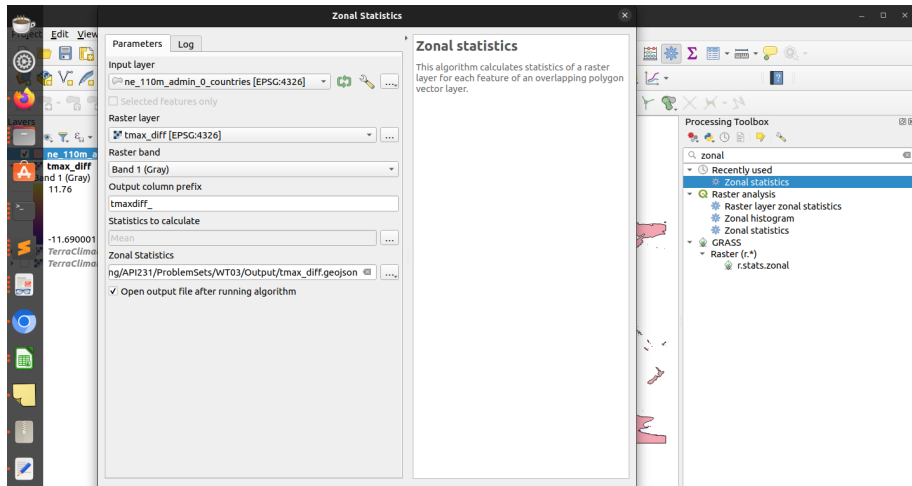 Zonal Statistics
Project Edit View
Parameters Log
Input layer
ne_110m_admin_0_countries [EPSG:4326]
Selected features only
Raster layer
tmax_diff [EPSG:4326]
Raster band
Band 1 (Gray)
Output column prefix
tmaxdiff_
Statistics to calculate
Mean
Zonal Statistics
ng/API231/ProblemSets/WT03/Output/tmax_diff.geojson
Open output file after running algorithm
Zonal statistics
This algorithm calculates statistics of a raster
layer for each feature of an overlapping polygon
vector layer.
Layers
ne_110m_a
tmax_diff
Band 1 (Gray)
11.76
-11.690001
TerraClima
TerraClima
Processing Toolbox
zonal
Recently used
Zonal statistics
Raster analysis
Raster layer zonal statistics
Zonal histogram
Zonal statistics
GRASS
Raster (r.*)
r.stats.zonal